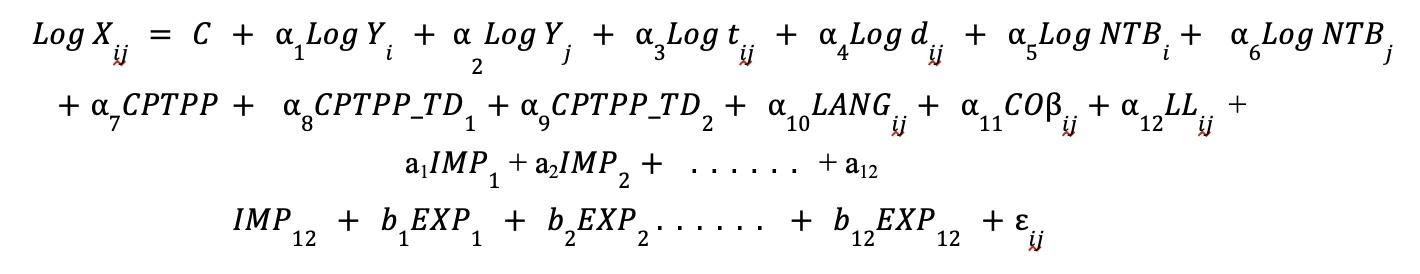 Log X_ij = C + α_1 Log Y_i + α_2 Log Y_j + α_3 Log t_ij + α_4 Log d_ij + α_5 Log NTB_i + α_6 Log NTB_j
+ α_7 CPTPP + α_8 CPTPP_TD_1 + α_9 CPTPP_TD_2 + α_10 LANG_ij + α_11 COβ_ij + α_12 LL_ij +
a_1 IMP_1 + a_2 IMP_2 + . . . . . . + a_12
IMP_12 + b_1 EXP_1 + b_2 EXP_2 . . . . . . + b_12 EXP_12 + ε_ij